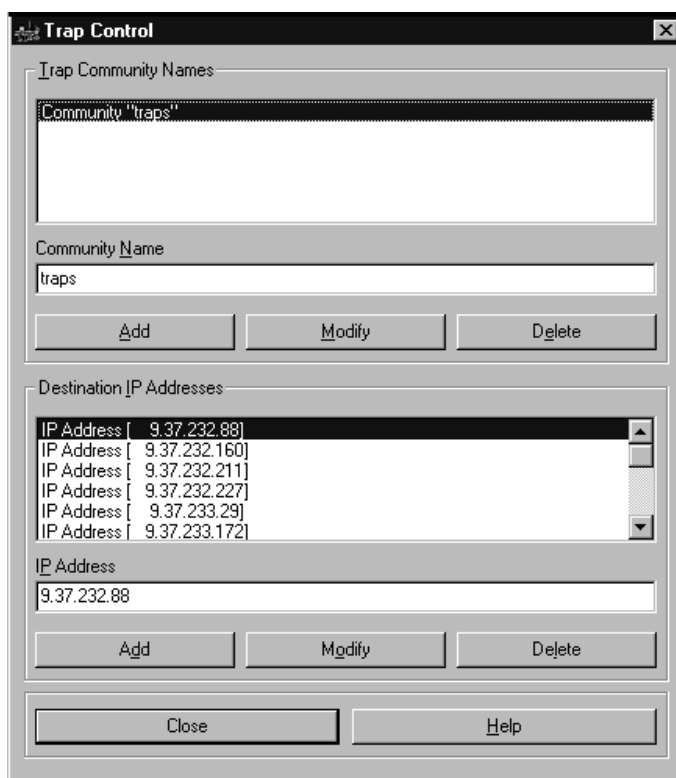 Trap Control
Trap Community Names
Community "traps"
Community Name
traps
Add Modify Delete
Destination IP Addresses
IP Address [ 9.37.232.88]
IP Address [ 9.37.232.160]
IP Address [ 9.37.232.211]
IP Address [ 9.37.232.227]
IP Address [ 9.37.233.29]
IP Address [ 9.37.233.172]
IP Address
9.37.232.88
Add Modify Delete
Close Help